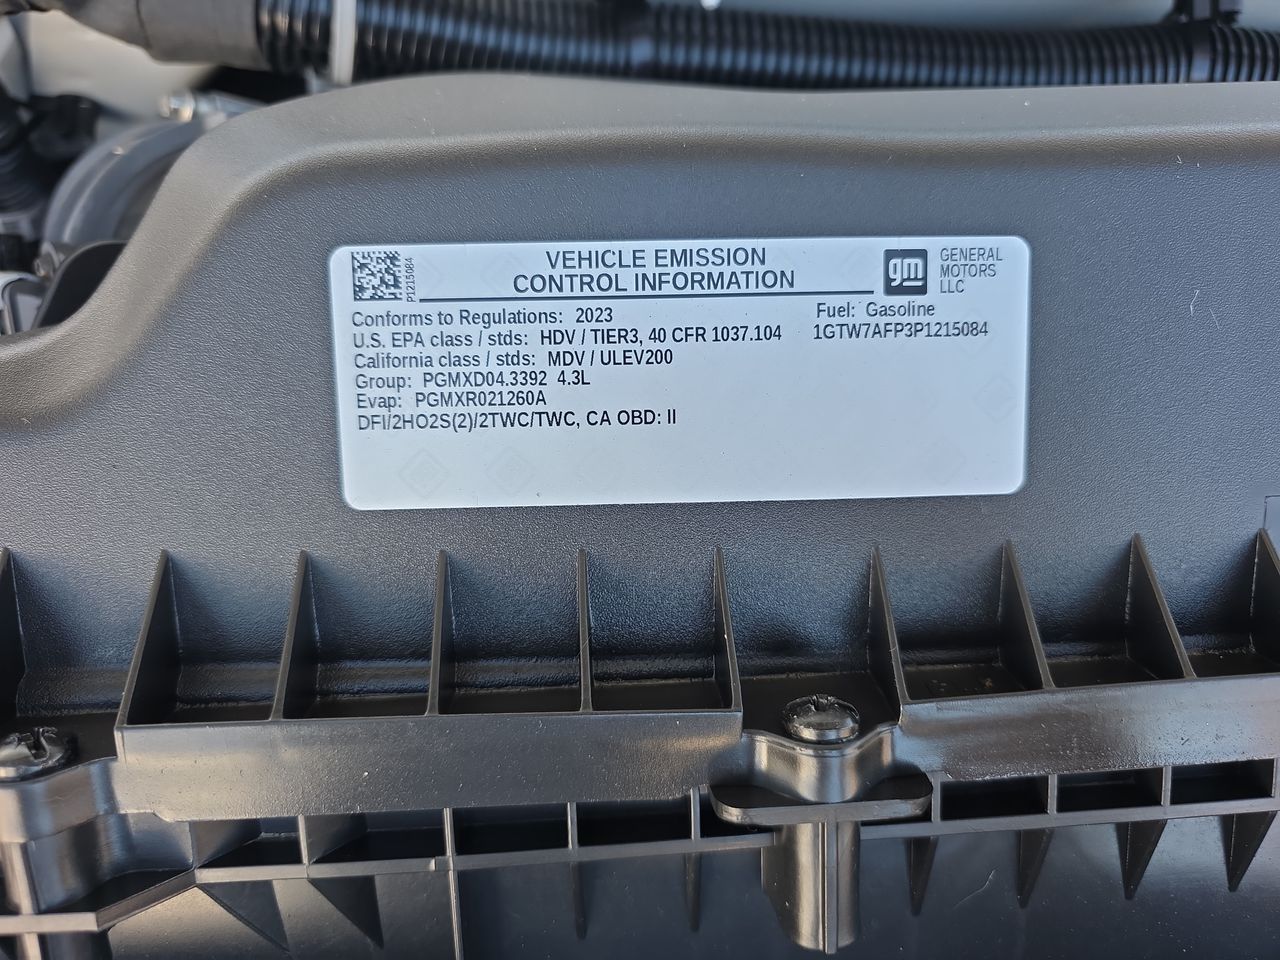 P1215084
VEHICLE EMISSION
CONTROL INFORMATION
gm
GENERAL
MOTORS
LLC
Conforms to Regulations: 2023
Fuel: Gasoline
U.S. EPA class / stds: HDV / TIER3, 40 CFR 1037.104
1GTW7AFP3P1215084
California class / stds: MDV / ULEV200
Group: PGMXD04.3392 4.3L
Evap: PGMXR021260A
DFI/2HO2S(2)/2TWC/TWC, CA OBD: II